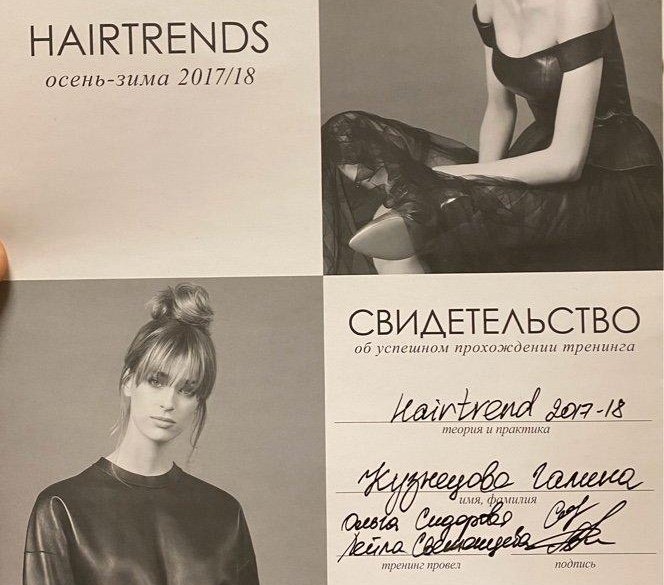 HAIRTRENDS
осень-зима 2017/18
СВИДЕТЕЛЬСТВО
об успешном прохождении тренинга
Hairtrend 2017-18
теория и практика
Кузнецова Галина
имя, фамилия
Ольга Сидорова
Лейла
тренинг провел
подпись